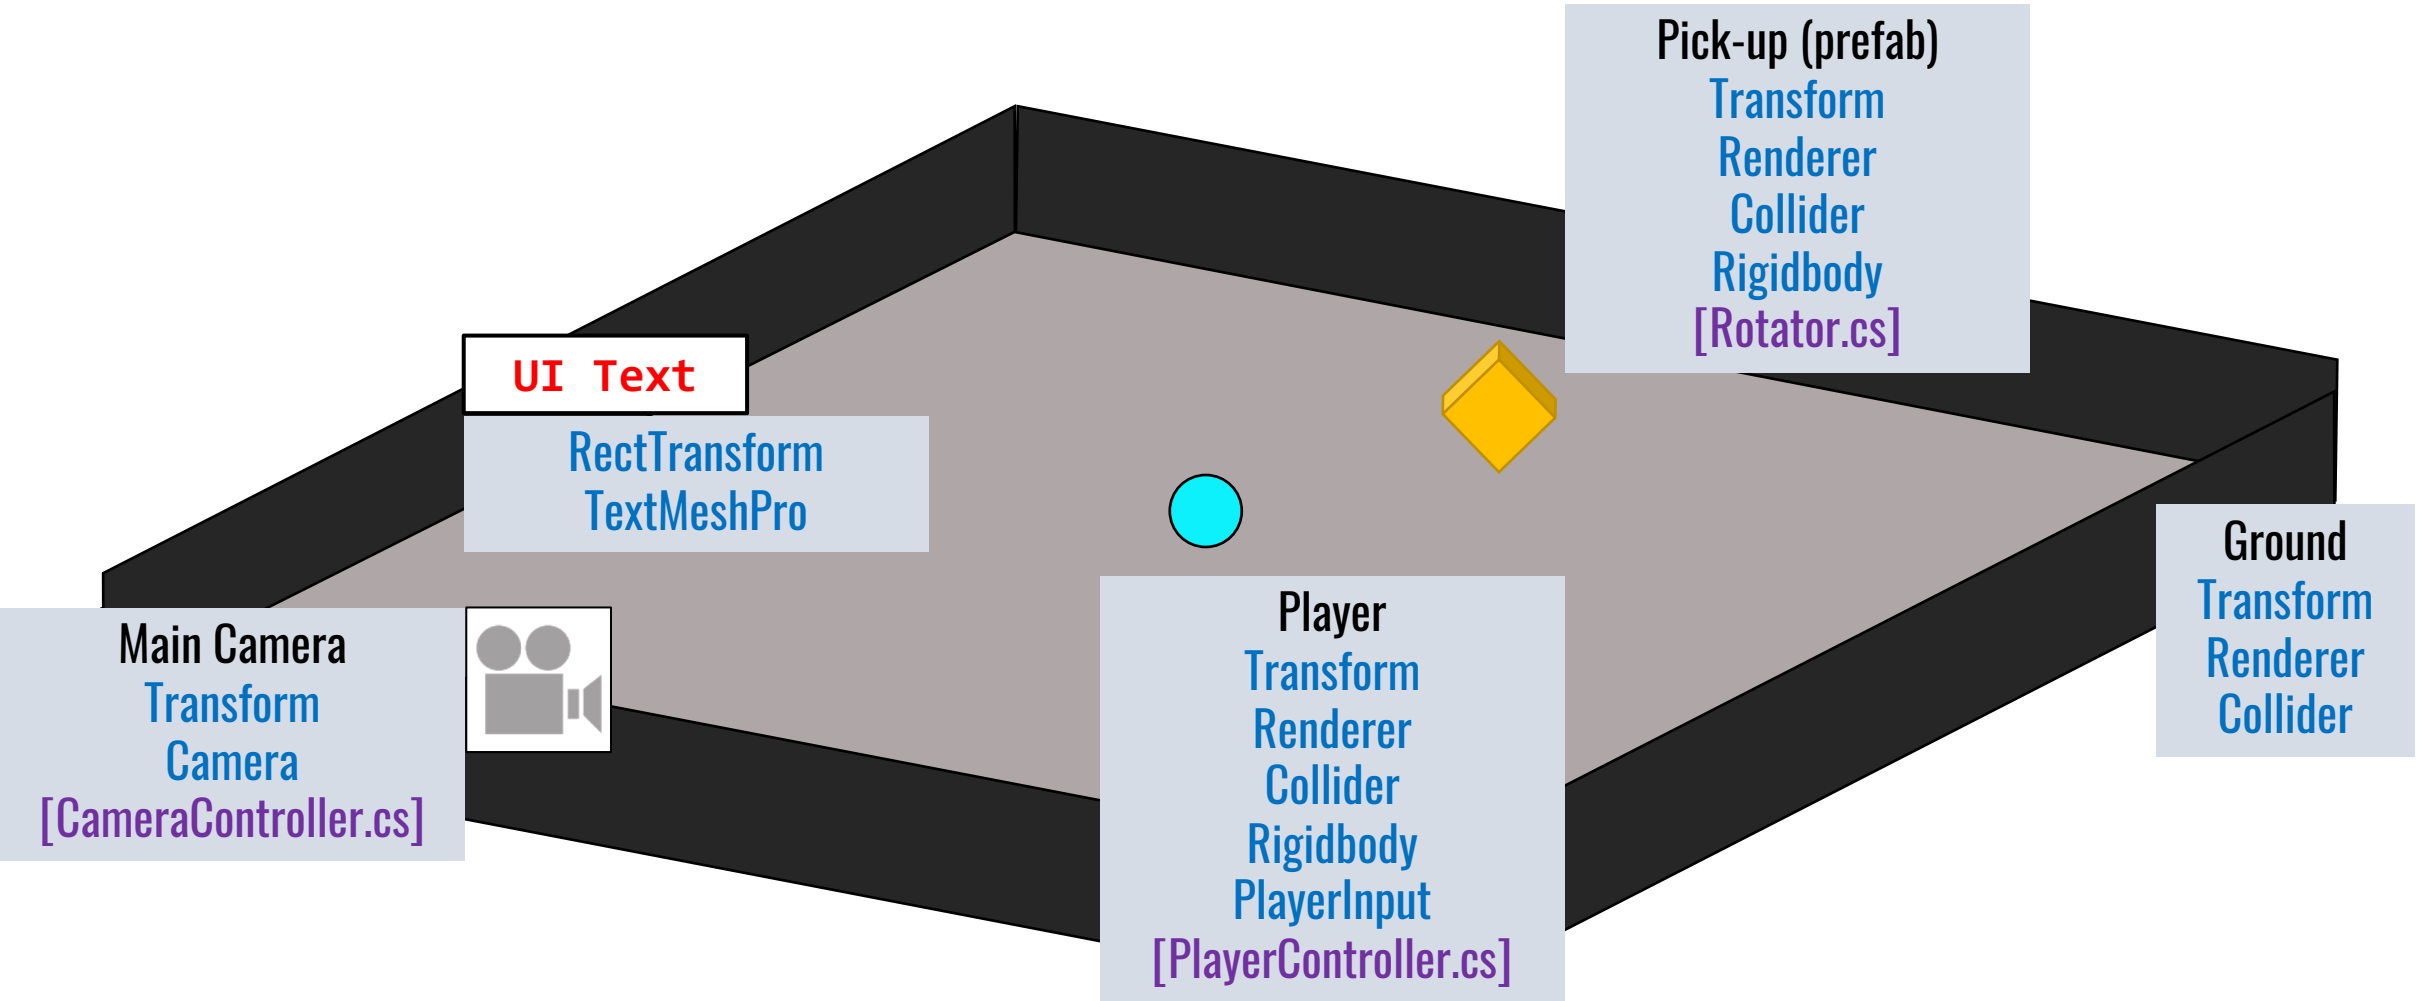 Pick-up (prefab)
Transform
Renderer
Collider
Rigidbody
[Rotator.cs]
UI Text
RectTransform
TextMeshPro
Main Camera
Transform
Camera
[CameraController.cs]
Player
Transform
Renderer
Collider
Rigidbody
PlayerInput
[PlayerController.cs]
Ground
Transform
Renderer
Collider